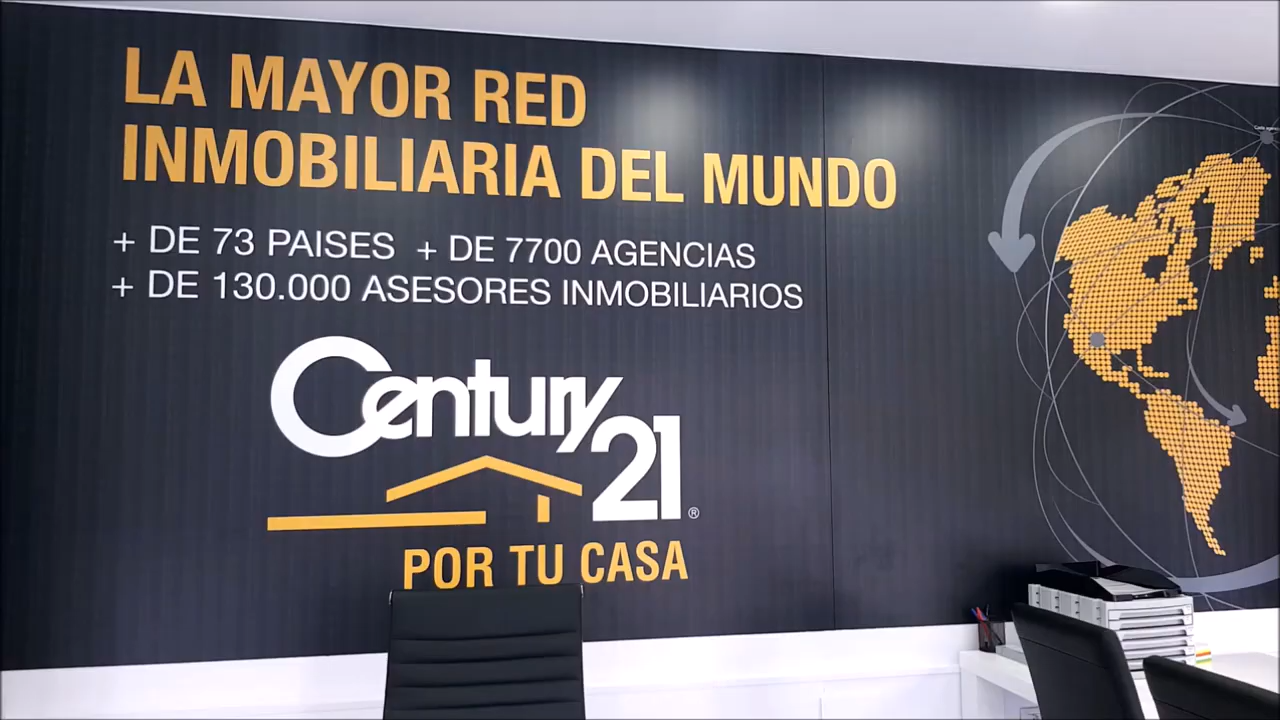 LA MAYOR RED
INMOBILIARIA DEL MUNDO
+ DE 73 PAISES + DE 7700 AGENCIAS
+ DE 130.000 ASESORES INMOBILIARIOS
Century
21®
POR TU CASA